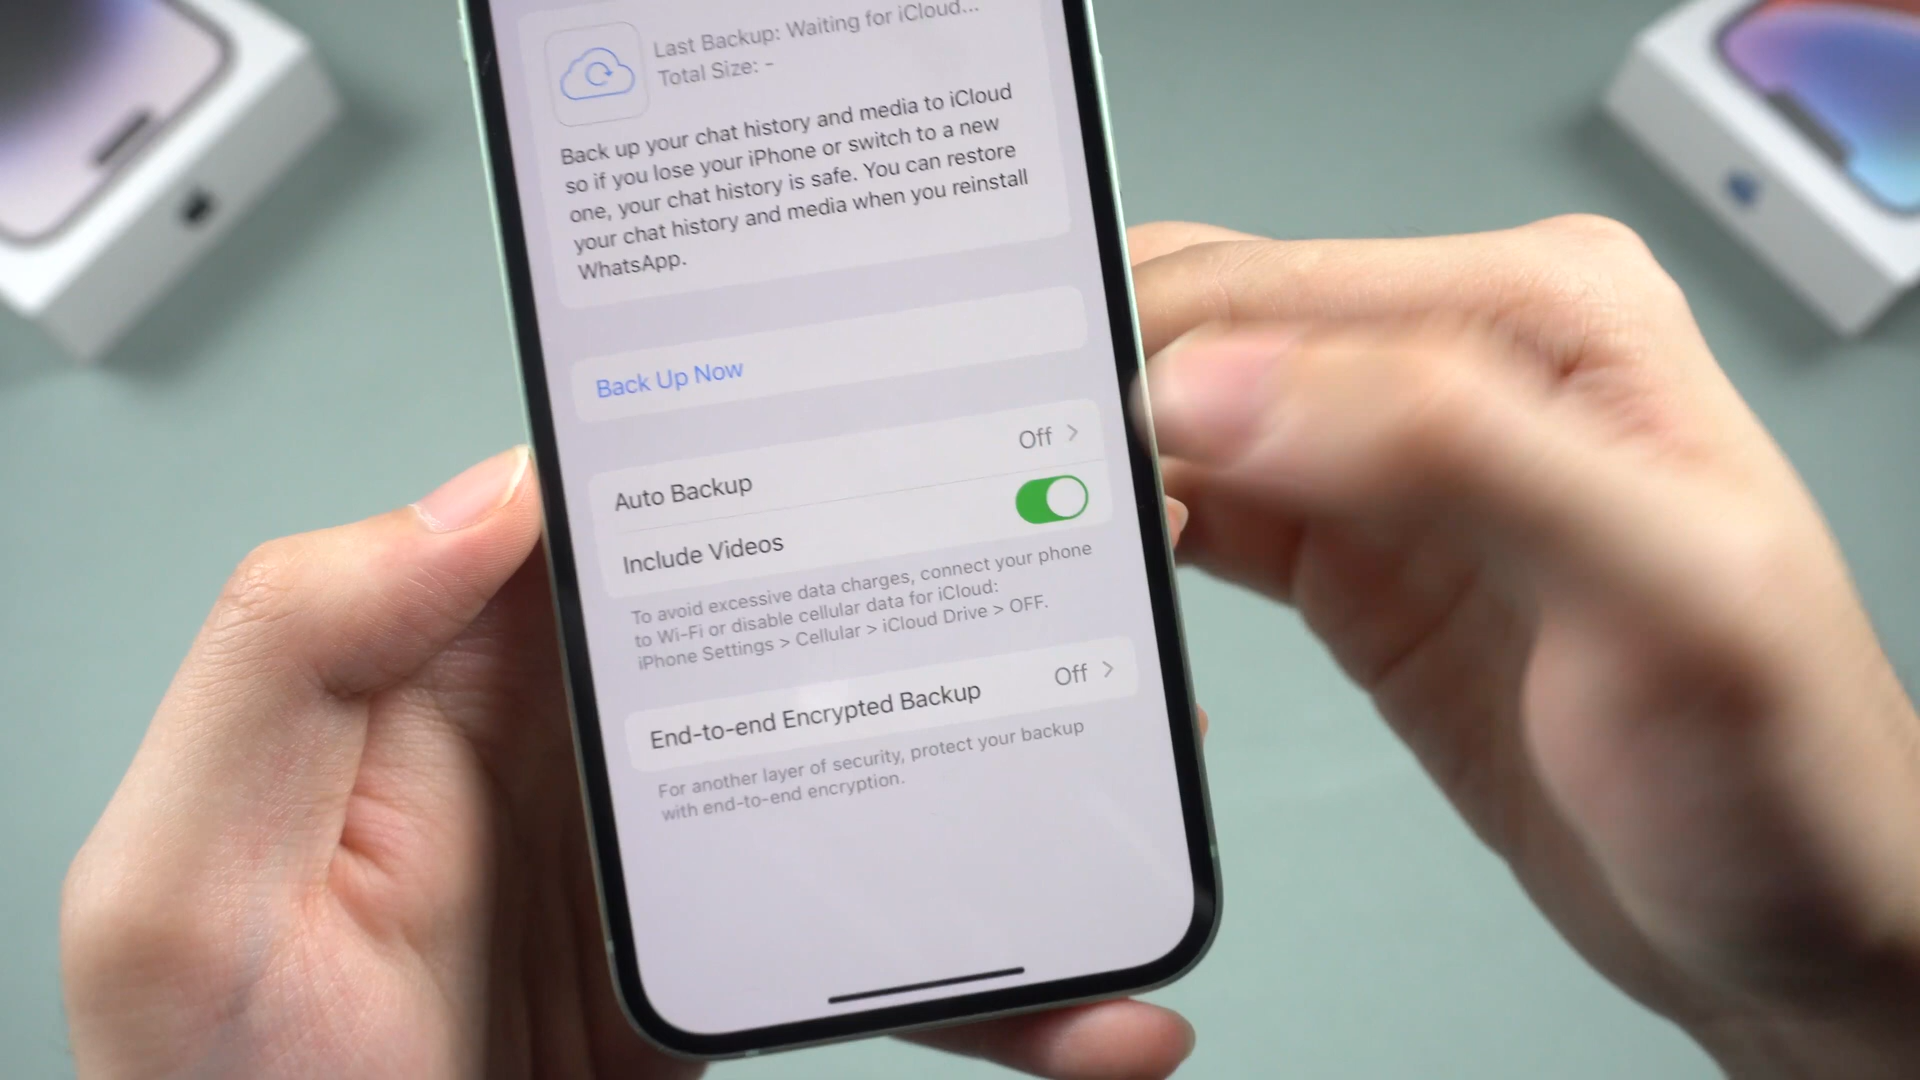 Last Backup: Waiting for iCloud...
Total Size: -
Back up your chat history and media to iCloud
so if you lose your iPhone or switch to a new
one, your chat history is safe. You can restore
your chat history and media when you reinstall
WhatsApp.
Back Up Now
Auto Backup Off
Include Videos
To avoid excessive data charges, connect your phone
to Wi-Fi or disable cellular data for iCloud:
iPhone Settings > Cellular > iCloud Drive > OFF.
End-to-end Encrypted Backup Off
For another layer of security, protect your backup
with end-to-end encryption.